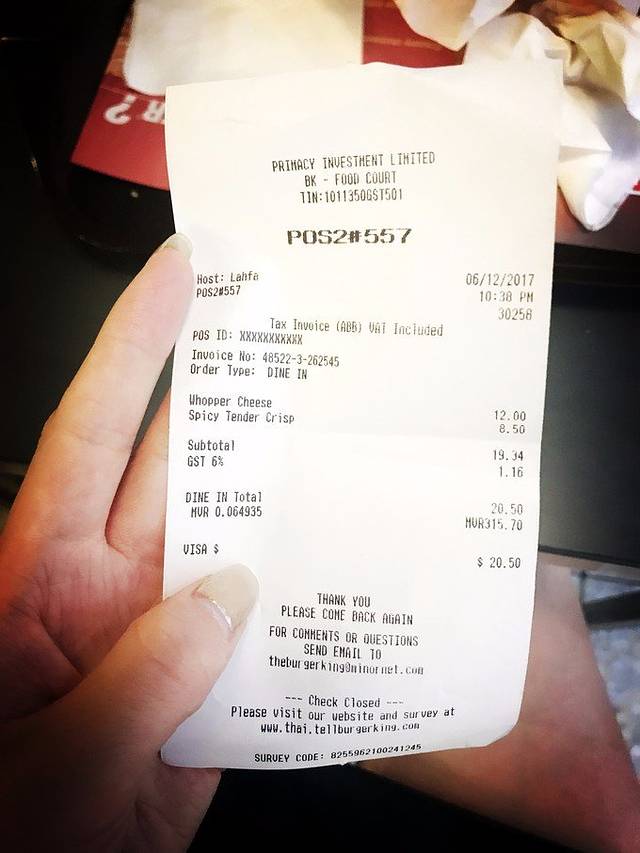 R?
PRIMACY INVESTMENT LIMITED
BK - FOOD COURT
TIN:1011350GST501
POS2#557
Host: Lahfa 06/12/2017
POS2#557 10:38 PM
30258
Tax Invoice (ABB) VAT Included
POS ID: XXXXXXXXXXX
Invoice No: 48522-3-262545
Order Type: DINE IN
Whopper Cheese 12.00
Spicy Tender Crisp 8.50
Subtotal 19.34
GST 6% 1.16
DINE IN Total 20.50
MVR 0.064935 MVR315.70
VISA $ $ 20.50
THANK YOU
PLEASE COME BACK AGAIN
FOR COMMENTS OR QUESTIONS
SEND EMAIL TO
theburgerking@minornet.com
--- Check Closed ---
Please visit our website and survey at
www.thai.tellburgerking.com
SURVEY CODE: 8255962100241245